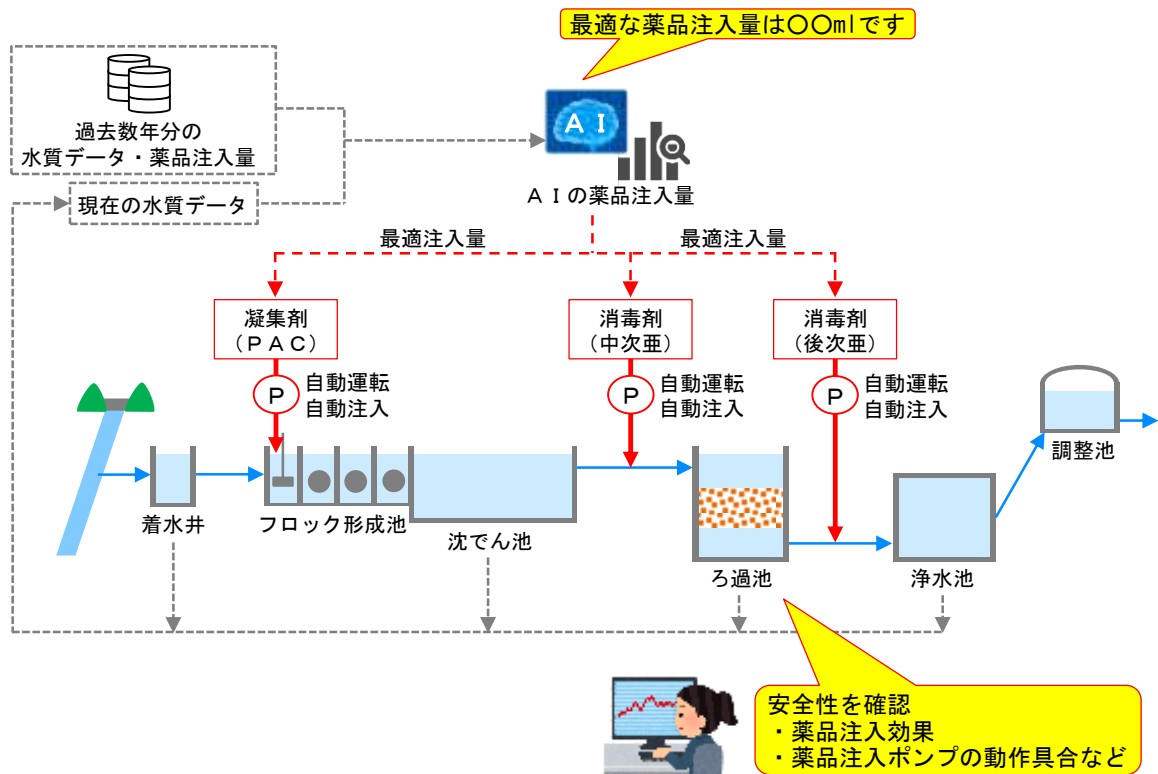 最適な薬品注入量は〇〇mlです
過去数年分の
水質データ・薬品注入量
現在の水質データ
ＡＩ
ＡＩの薬品注入量
最適注入量
最適注入量
凝集剤
（ＰＡＣ）
消毒剤
（中次亜）
消毒剤
（後次亜）
P
自動運転
自動注入
P
自動運転
自動注入
P
自動運転
自動注入
着水井
フロック形成池
沈でん池
ろ過池
浄水池
調整池
安全性を確認
・薬品注入効果
・薬品注入ポンプの動作具合など